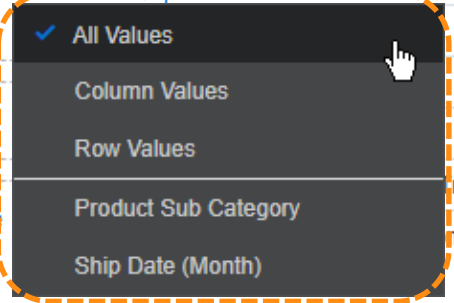 All Values
Column Values
Row Values
Product Sub Category
Ship Date (Month)